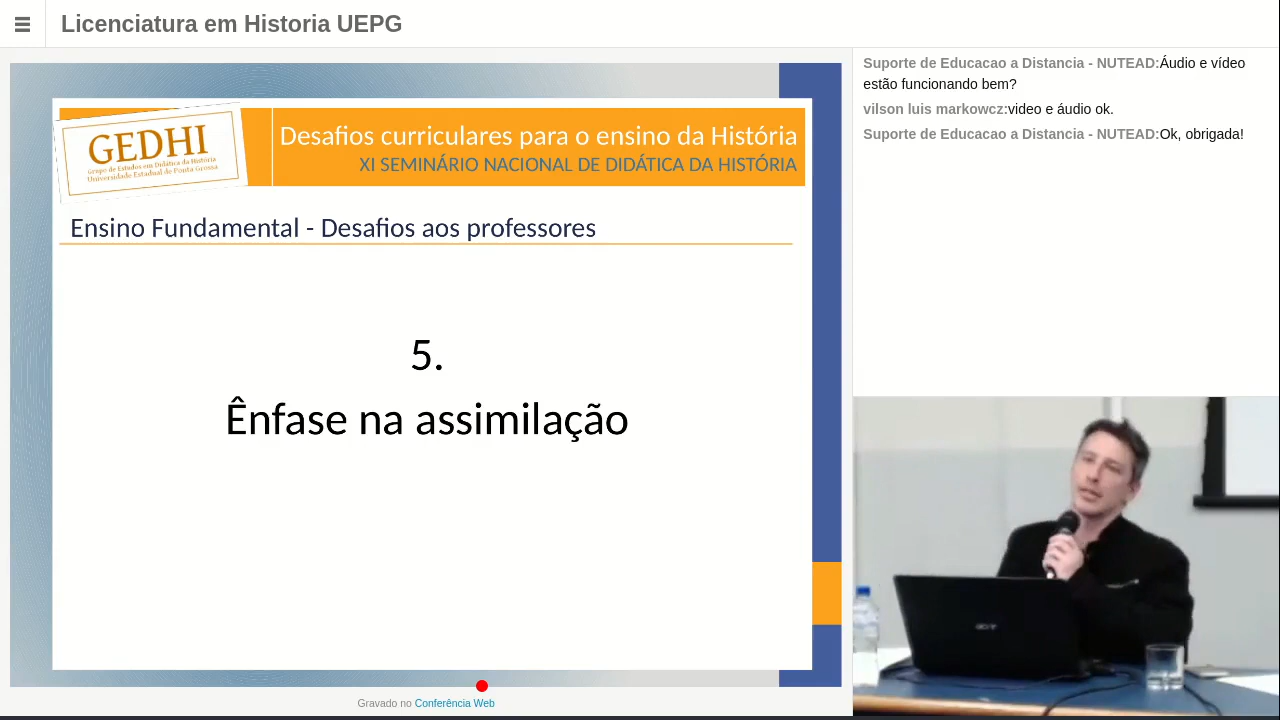 Licenciatura em Historia UEPG
GEDHI
Grupo de Estudos em Didática da História
Universidade Estadual de Ponta Grossa
Desafios curriculares para o ensino da História
XI SEMINÁRIO NACIONAL DE DIDÁTICA DA HISTÓRIA
Ensino Fundamental - Desafios aos professores
5.
Ênfase na assimilação
Gravado no Conferência Web
Suporte de Educacao a Distancia - NUTEAD:Áudio e vídeo
estão funcionando bem?
vilson luis markowcz:video e áudio ok.
Suporte de Educacao a Distancia - NUTEAD:Ok, obrigada!
acer